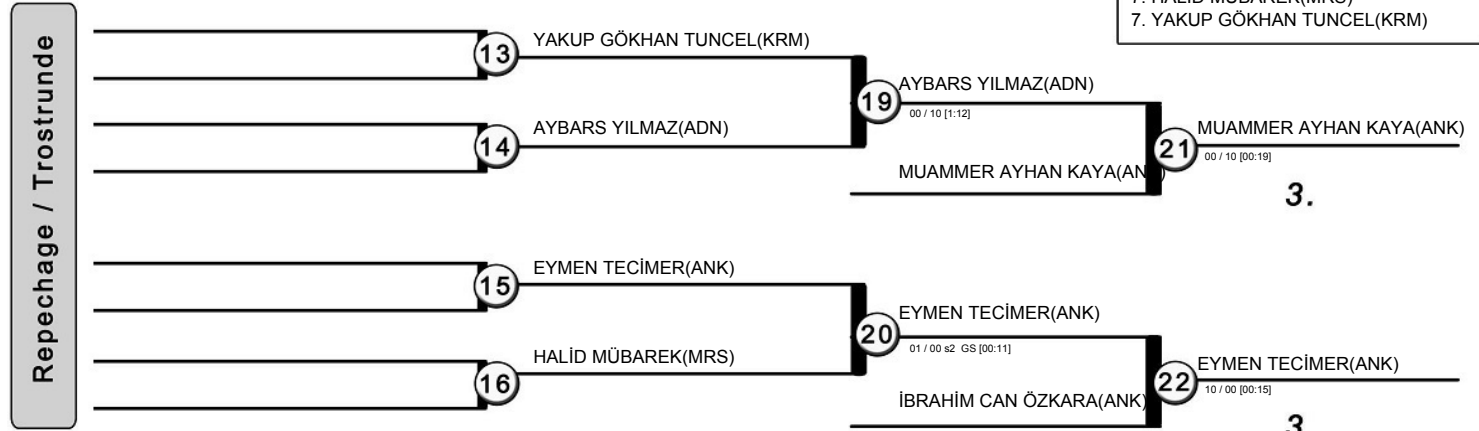 7. HALİD MÜBAREK(MRS)
7. YAKUP GÖKHAN TUNCEL(KRM)
Repechage / Trostrunde
13
YAKUP GÖKHAN TUNCEL(KRM)
19
AYBARS YILMAZ(ADN)
00 / 10 [1:12]
14
AYBARS YILMAZ(ADN)
21
MUAMMER AYHAN KAYA(ANK)
00 / 10 [00:19]
MUAMMER AYHAN KAYA(ANK)
3.
15
EYMEN TECİMER(ANK)
20
EYMEN TECİMER(ANK)
01 / 00 s2 GS [00:11]
16
HALİD MÜBAREK(MRS)
22
EYMEN TECİMER(ANK)
10 / 00 [00:15]
İBRAHİM CAN ÖZKARA(ANK)
3